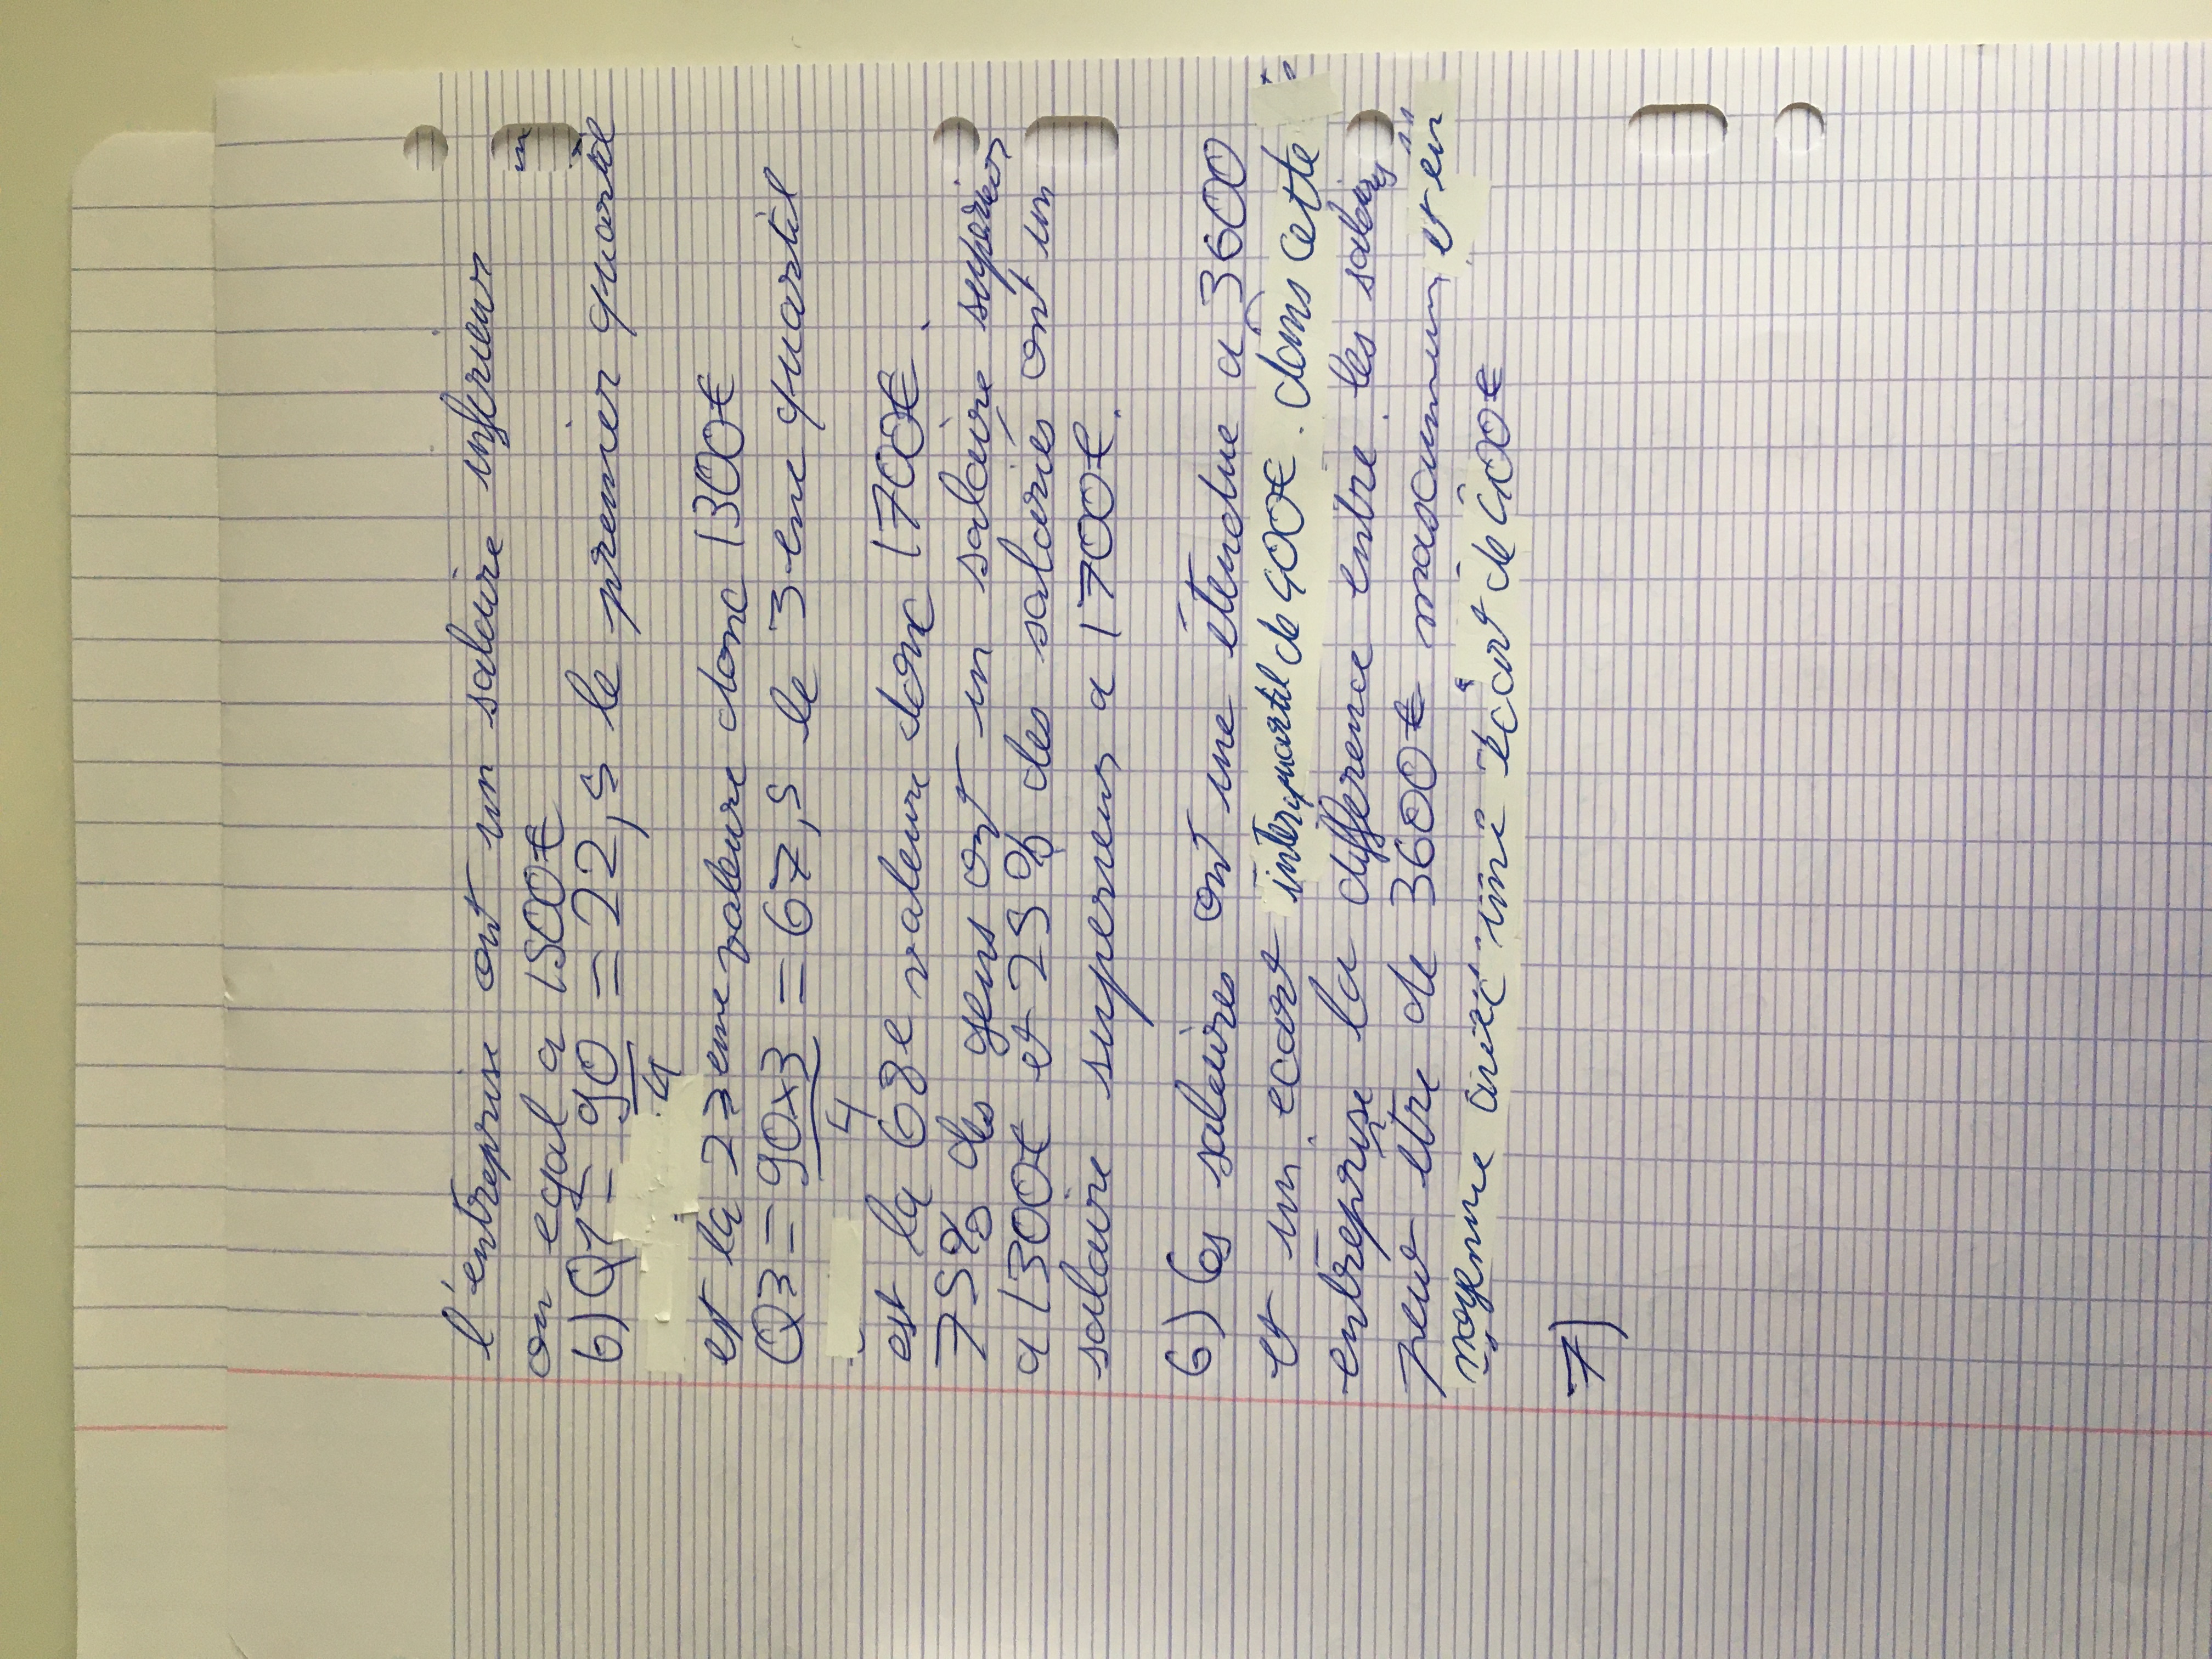 l'entreprise ont un salaire inferieur
ou egal a 1500€
6) Q1 = 90/4 = 22,5 le premier quartil
est la 23eme valeure donc 1300€
Q3 = 90x3/4 = 67,5 le 3eme quartil
est la 68e valeure donc 1700€.
75% des gens ont un salaire superieur
a 1300€ et 25% des salariés ont un
salaire superieur a 1700€.
6) Ces salaires ont une étendue a 3600
et un ecart interquartil de 400€. dans cette
entreprise la difference entre les salaires
peut être de 3600€ maximum et en
moyenne avec une écart de 400€
7)